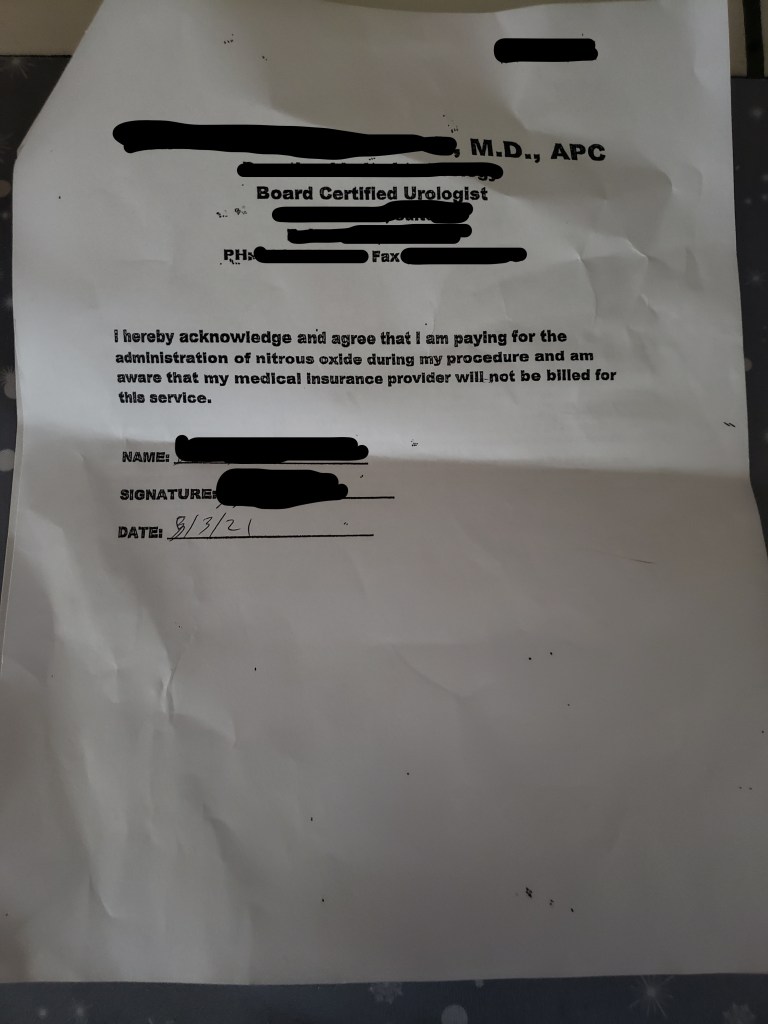 , M.D., APC
Board Certified Urologist
PH: Fax
I hereby acknowledge and agree that I am paying for the
administration of nitrous oxide during my procedure and am
aware that my medical insurance provider will not be billed for
this service.
NAME:
SIGNATURE:
DATE: 8/3/21